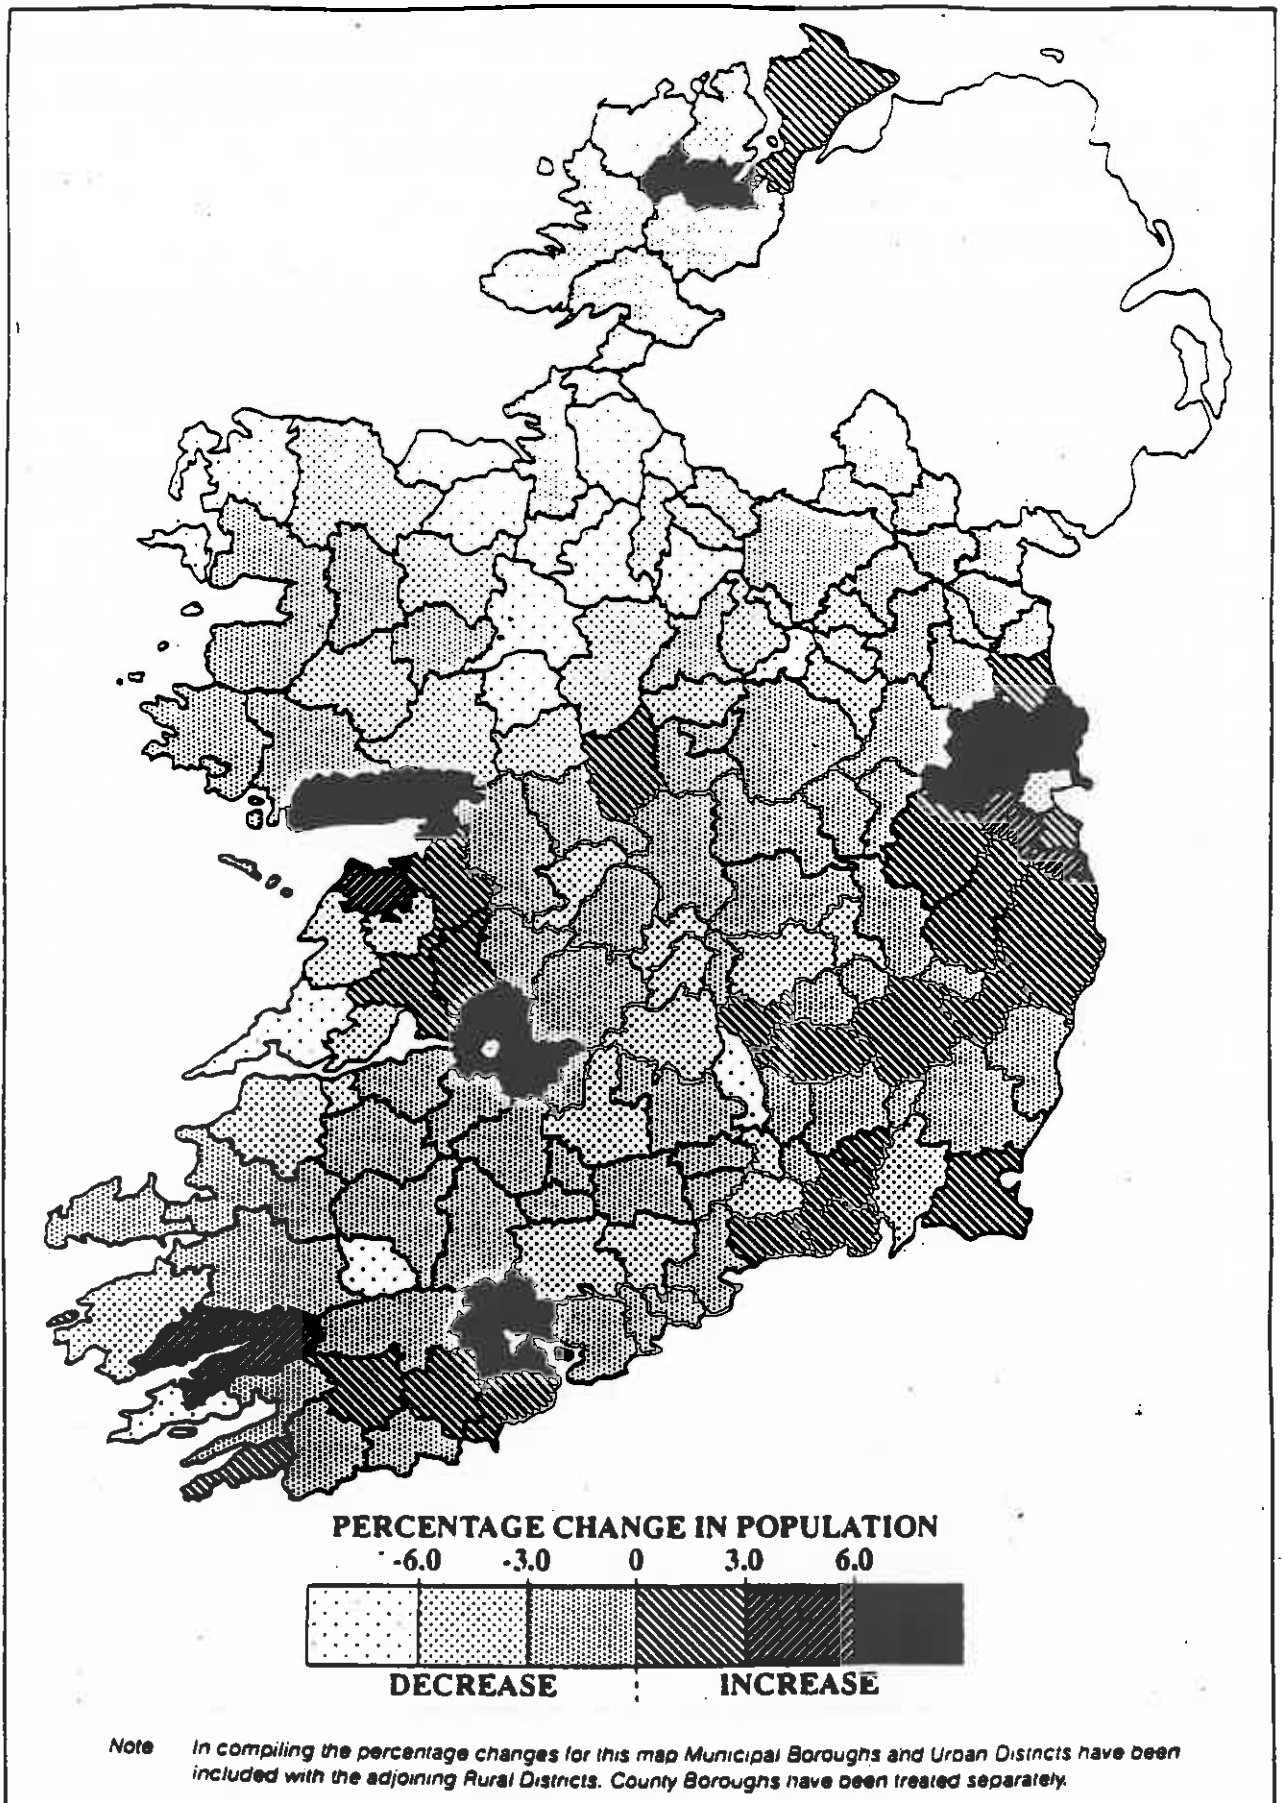 PERCENTAGE CHANGE IN POPULATION
-6.0 -3.0 0 3.0 6.0
DECREASE INCREASE
Note In compiling the percentage changes for this map Municipal Boroughs and Urban Districts have been
included with the adjoining Rural Districts. County Boroughs have been treated separately.